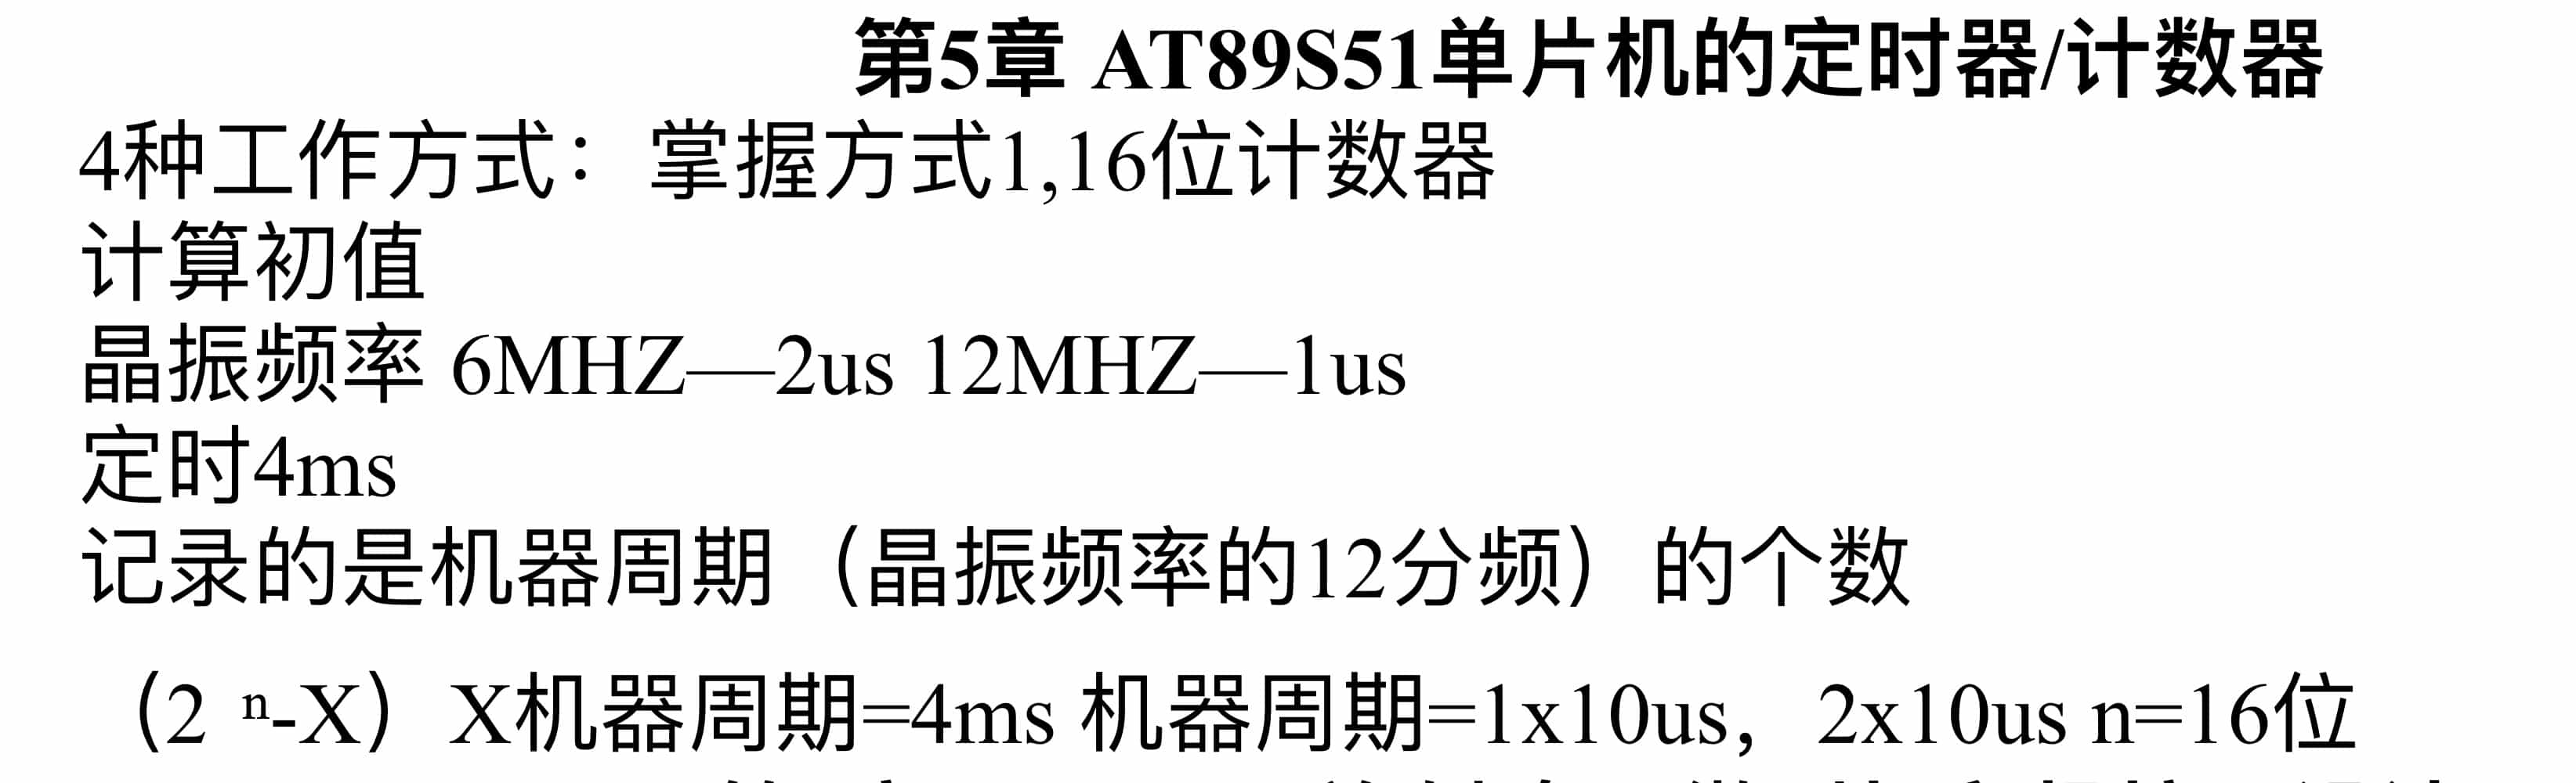 第5章 AT89S51单片机的定时器/计数器
4种工作方式：掌握方式1,16位计数器
计算初值
晶振频率 6MHZ—2us 12MHZ—1us
定时4ms
记录的是机器周期（晶振频率的12分频）的个数
（2 ⁿ-X）X机器周期=4ms 机器周期=1x10us，2x10us n=16位